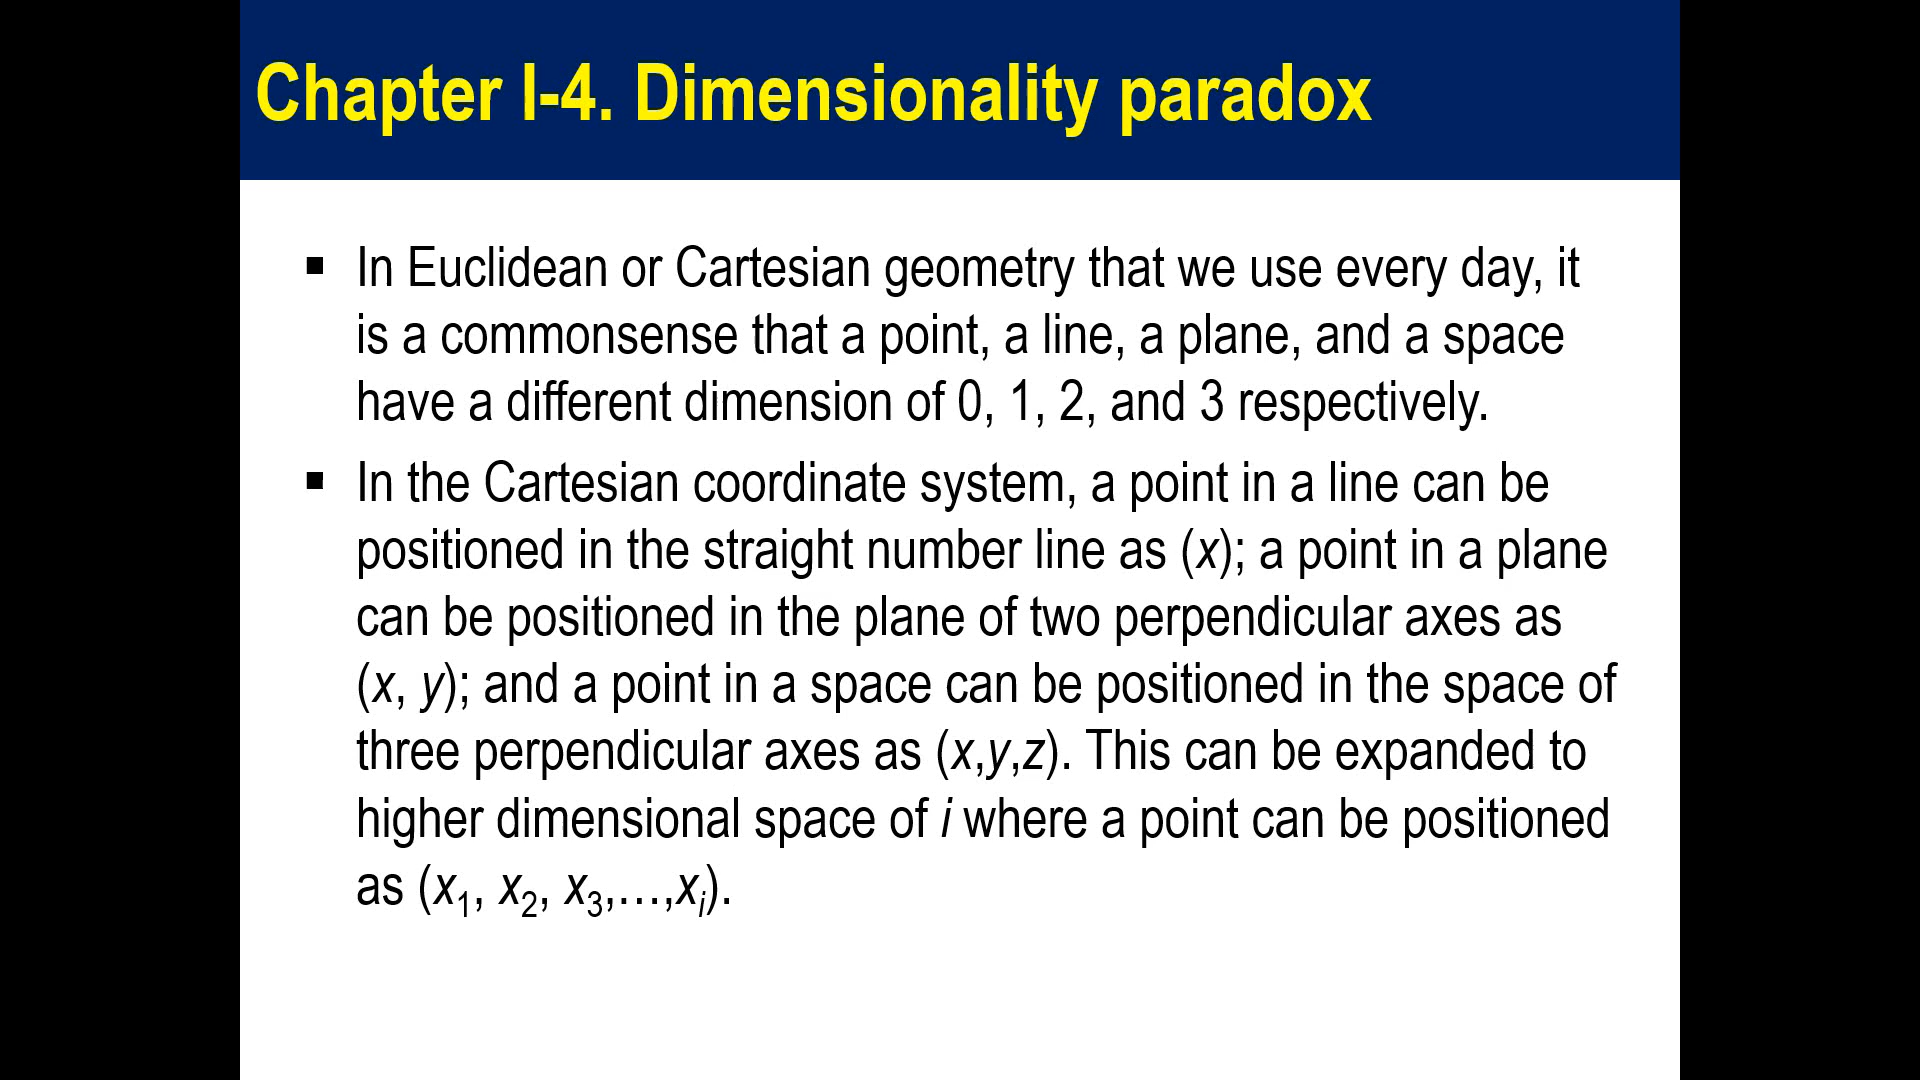 Chapter I-4. Dimensionality paradox
▪ In Euclidean or Cartesian geometry that we use every day, it
is a commonsense that a point, a line, a plane, and a space
have a different dimension of 0, 1, 2, and 3 respectively.
▪ In the Cartesian coordinate system, a point in a line can be
positioned in the straight number line as (x); a point in a plane
can be positioned in the plane of two perpendicular axes as
(x, y); and a point in a space can be positioned in the space of
three perpendicular axes as (x,y,z). This can be expanded to
higher dimensional space of i where a point can be positioned
as (x₁, x₂, x₃,…,xᵢ).